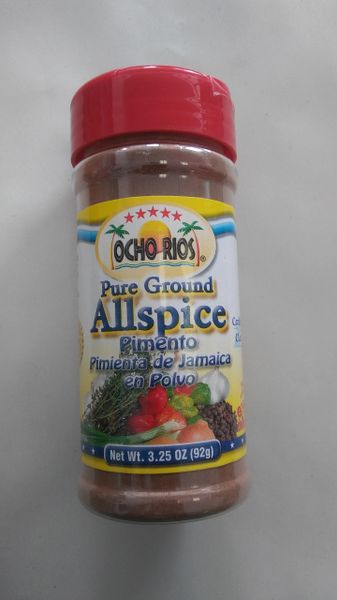 OCHO RIOS®
Pure Ground
Allspice
Pimento
Pimienta de Jamaica
en Polvo
Net Wt. 3.25 OZ (92g)